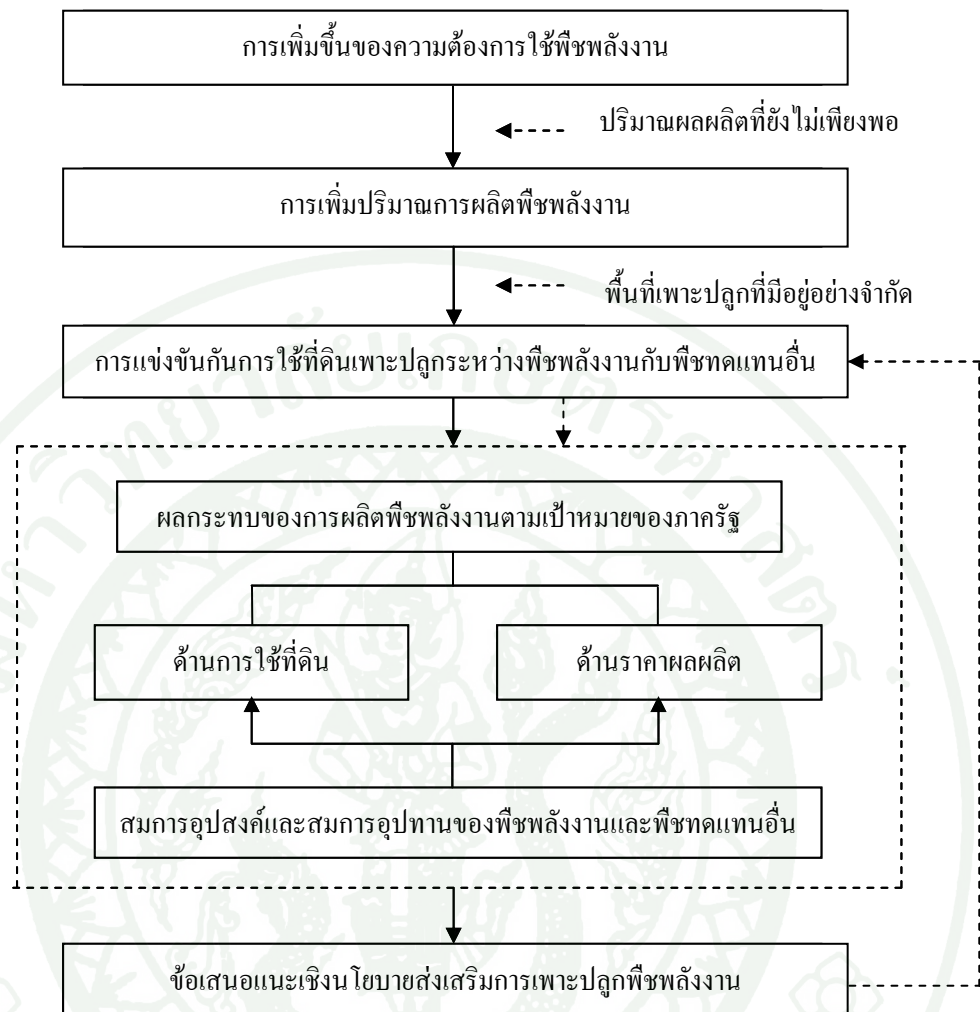 การเพิ่มขึ้นของความต้องการใช้พืชพลังงาน
ปริมาณผลผลิตที่ยังไม่เพียงพอ
การเพิ่มปริมาณการผลิตพืชพลังงาน
พื้นที่เพาะปลูกที่มีอยู่อย่างจำกัด
การแข่งขันกันการใช้ที่ดินเพาะปลูกระหว่างพืชพลังงานกับพืชทดแทนอื่น
ผลกระทบของการผลิตพืชพลังงานตามเป้าหมายของภาครัฐ
ด้านการใช้ที่ดิน
ด้านราคาผลผลิต
สมการอุปสงค์และสมการอุปทานของพืชพลังงานและพืชทดแทนอื่น
ข้อเสนอแนะเชิงนโยบายส่งเสริมการเพาะปลูกพืชพลังงาน